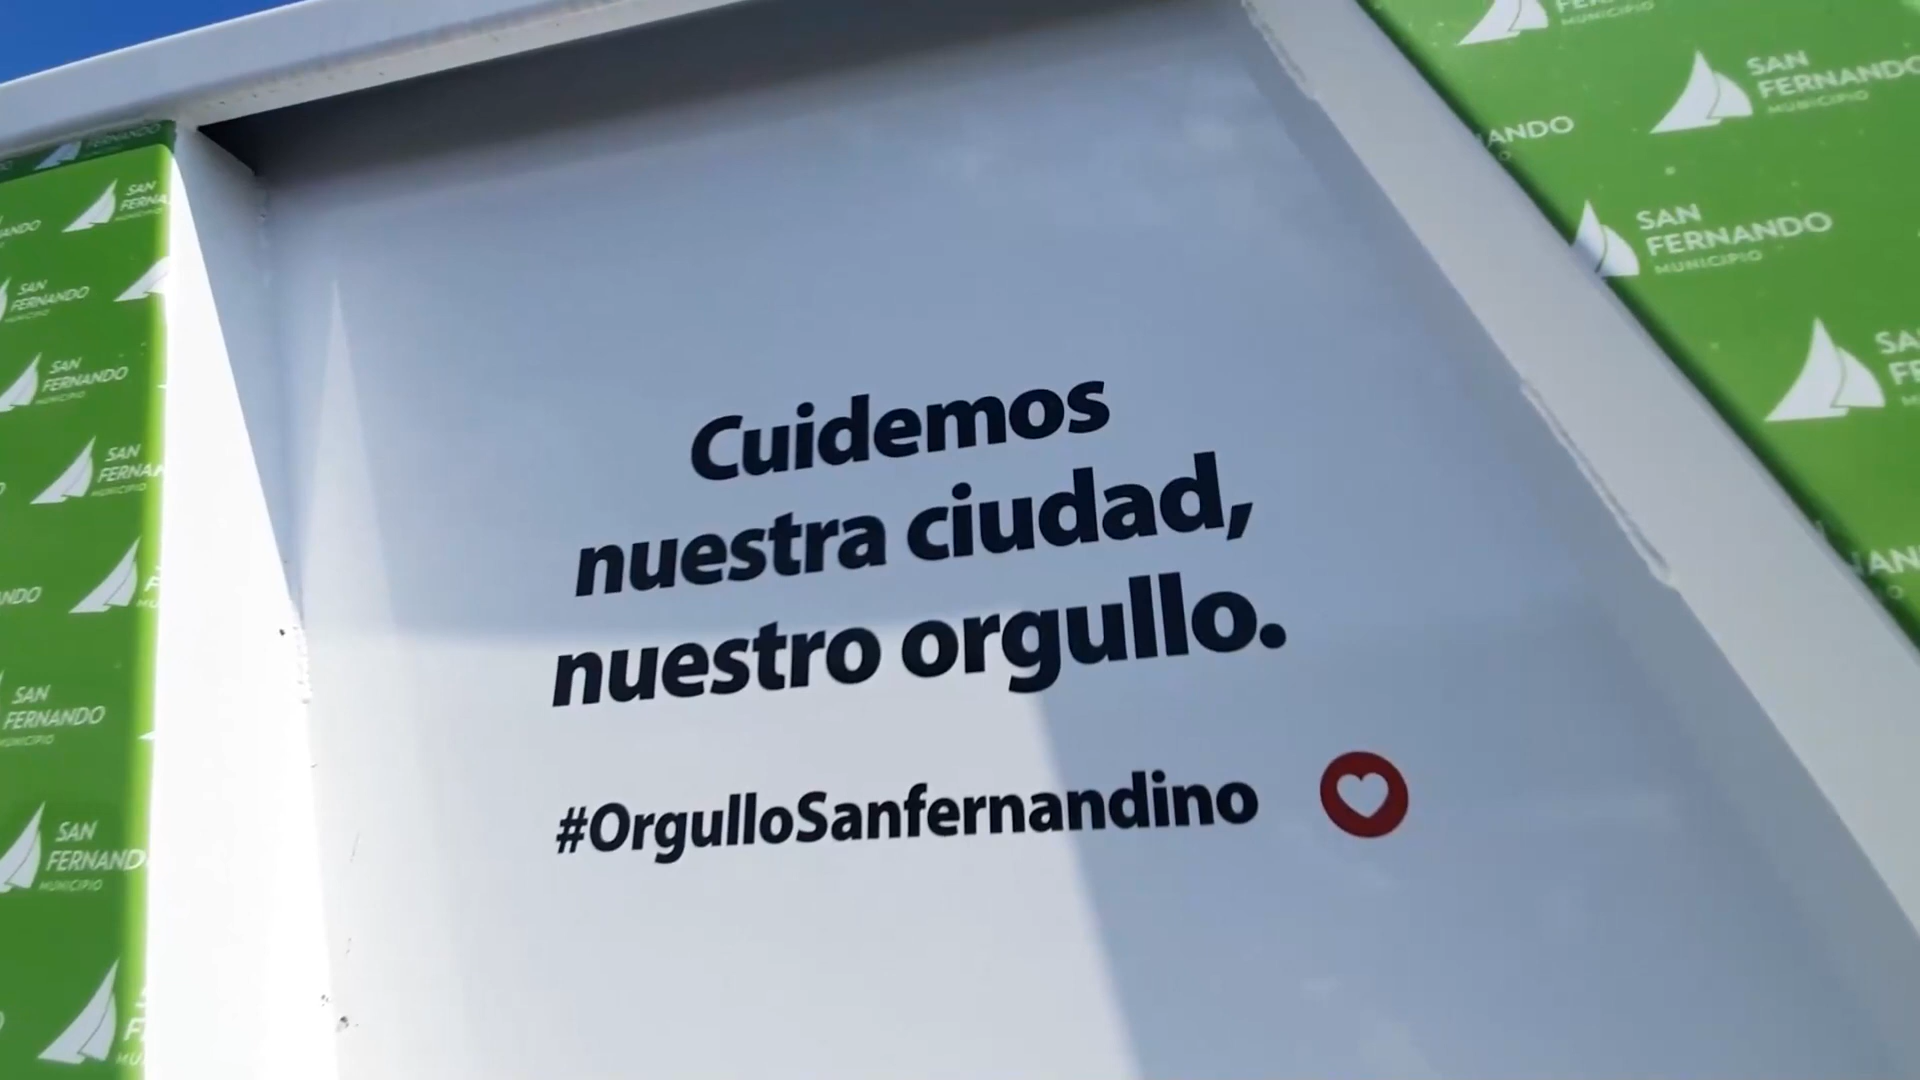 Cuidemos
nuestra ciudad,
nuestro orgullo.
#OrgulloSanfernandino
SAN
FERNANDO
MUNICIPIO
SAN
FERNANDO
MUNICIPIO
SAN
FERNANDO
MUNICIPIO
SAN
FERNANDO
MUNICIPIO
SAN
FERNANDO
MUNICIPIO